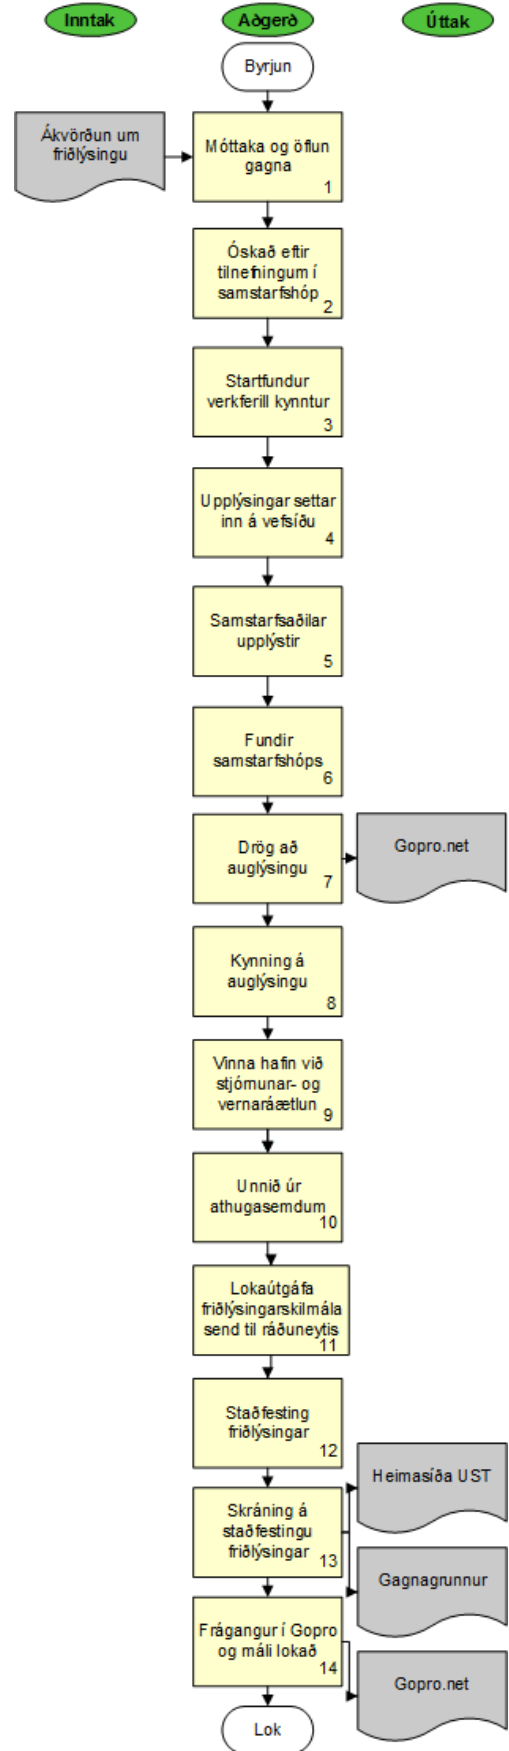 Inntak
Aðgerð
Úttak
Byrjun
Ákvörðun um
friðlýsingu
Móttaka og öflun
gagna
1
Óskað eftir
tilnefningum í
samstarfshóp
2
Startfundur
verkferill kynntur
3
Upplýsingar settar
inn á vefsíðu
4
Samstarfsaðilar
upplýstir
5
Fundir
samstarfshóps
6
Drög að
auglýsingu
7
Gopro.net
Kynning á
auglýsingu
8
Vinna hafin við
stjórnunar- og
vernaráætlun
9
Unnið úr
athugasemdum
10
Lokaútgáfa
friðlýsingarskilmála
send til ráðuneytis
11
Staðfesting
friðlýsingar
12
Heimasíða UST
Skráning á
staðfestingu
friðlýsingar
13
Gagnagrunnur
Frágangur í Gopro
og máli lokað
14
Gopro.net
Lok